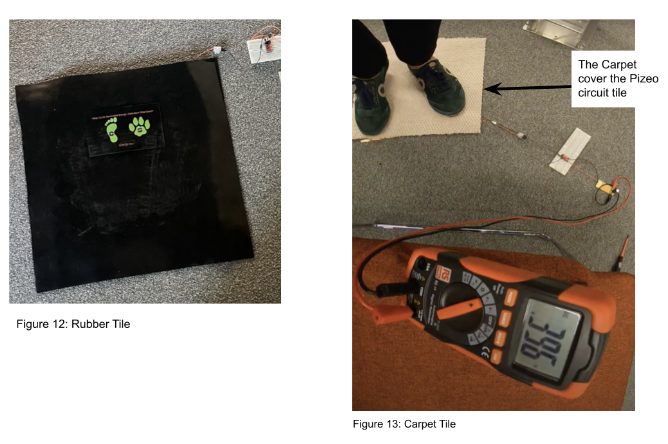 The Carpet
cover the Pizeo
circuit tile
Figure 12: Rubber Tile
Figure 13: Carpet Tile